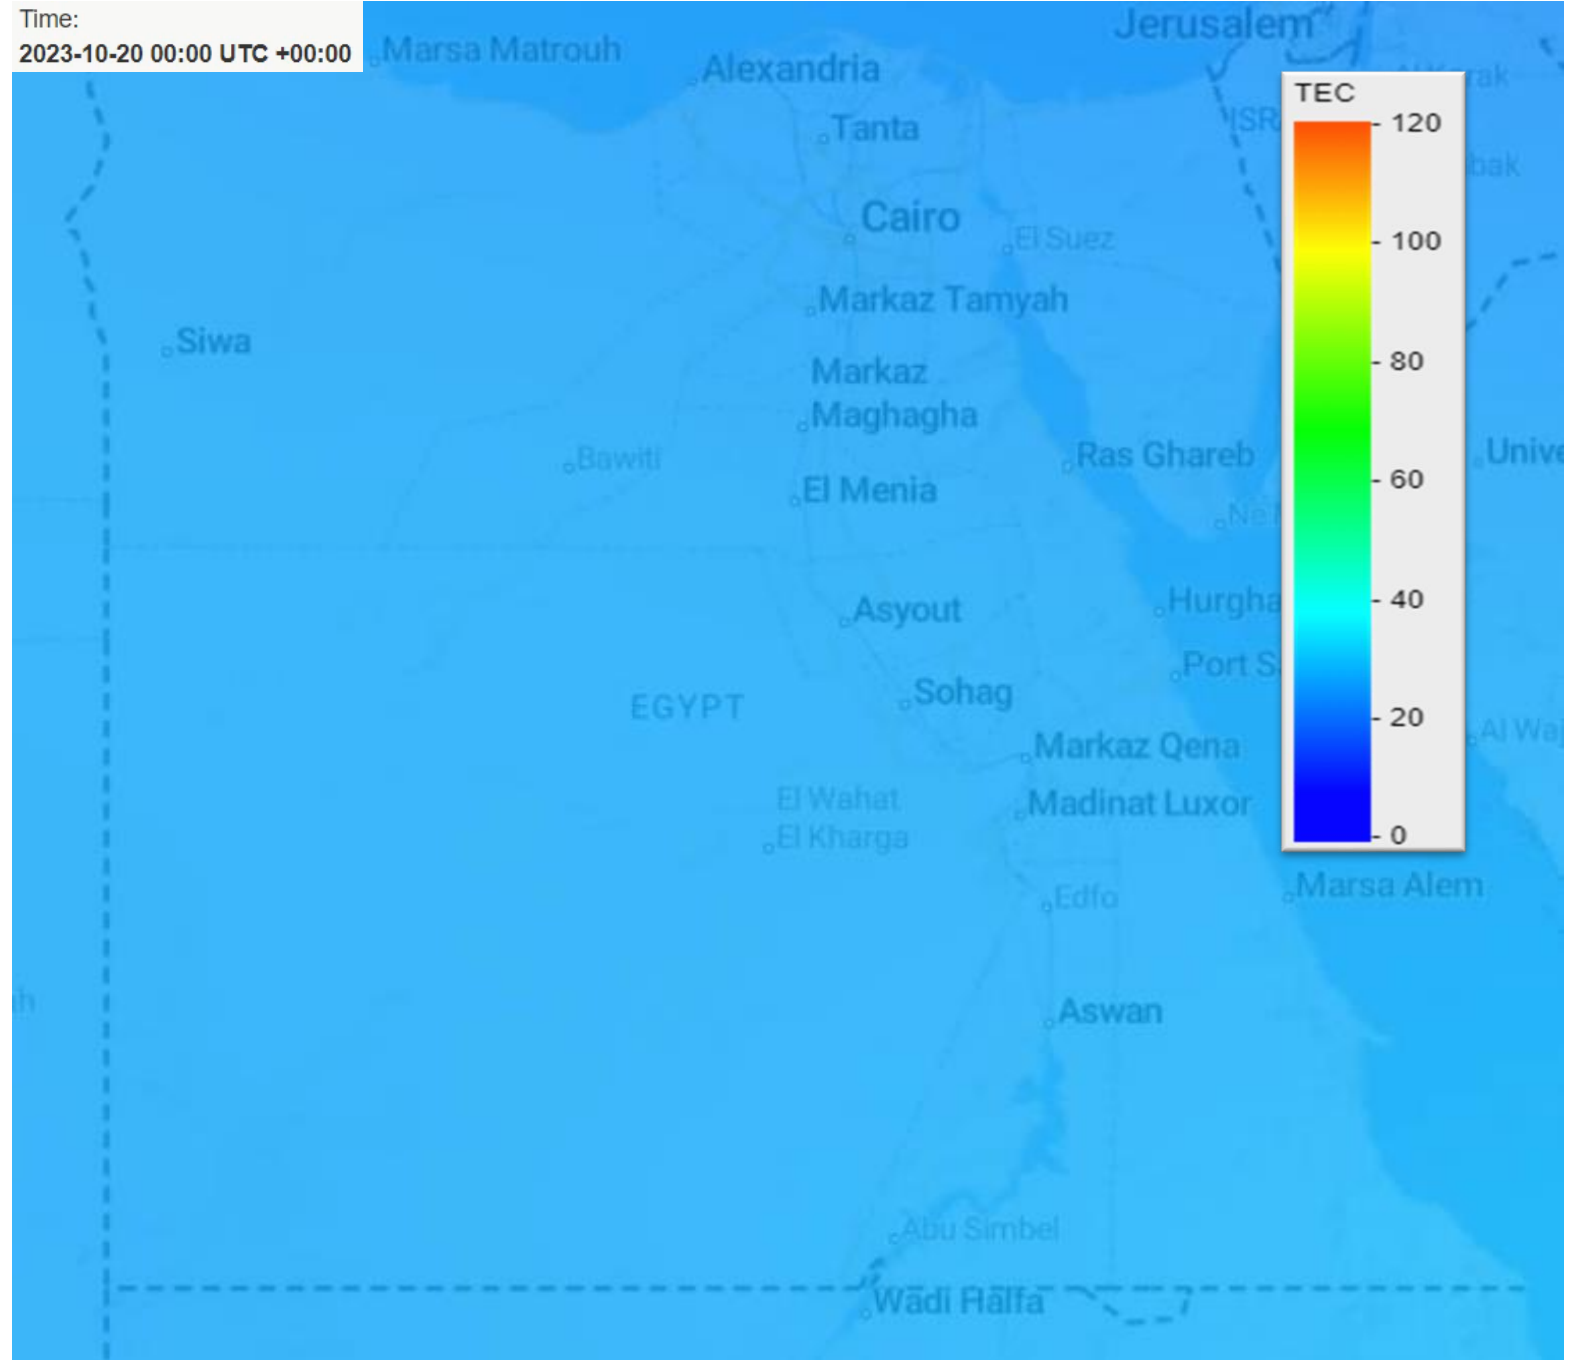 Time:
2023-10-20 00:00 UTC +00:00
Jerusalem
Marsa Matrouh
Alexandria
TEC
120
Tanta
Cairo
El Suez
100
Markaz Tamyah
Siwa
80
Markaz
Maghagha
Bawiti
Ras Ghareb
El Menia
60
40
Asyout
Sohag
EGYPT
20
Markaz Qena
El Wahat
El Kharga
Madinat Luxor
0
Marsa Alem
Edfo
Aswan
Abu Simbel
Wadi Halfa